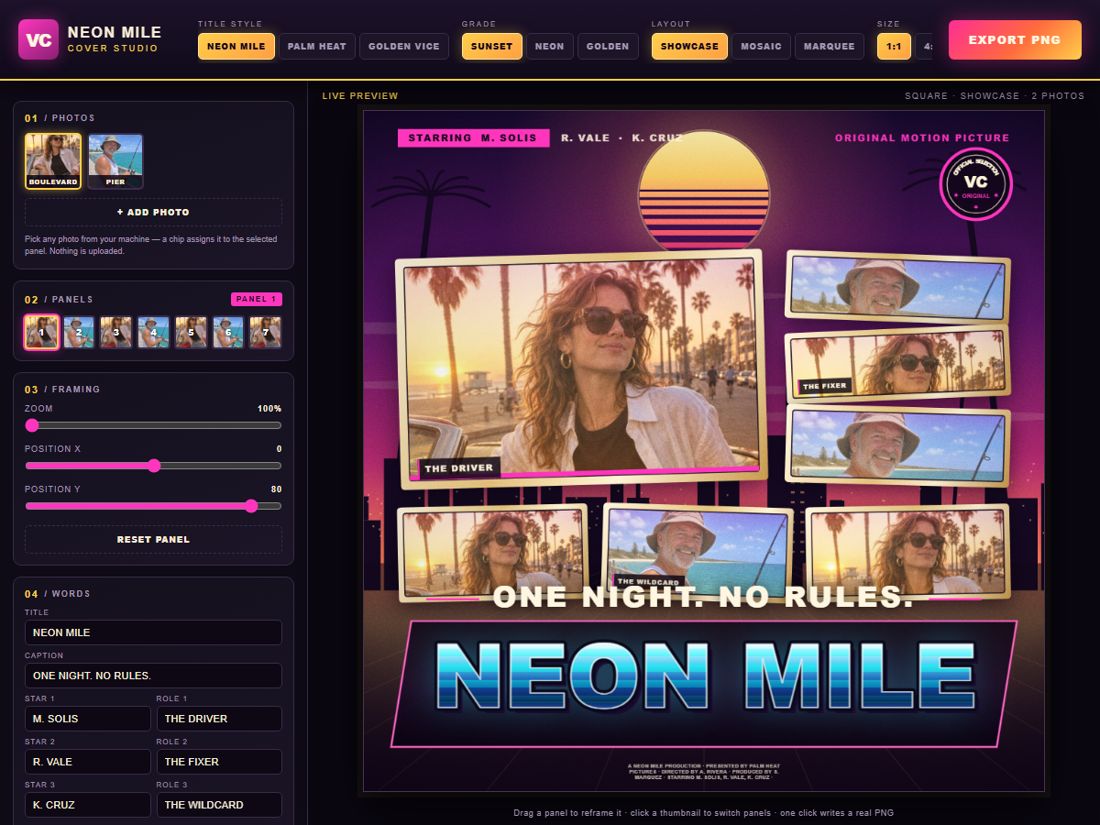 VC
NEON MILE
COVER STUDIO
TITLE STYLE
NEON MILE
PALM HEAT
GOLDEN VICE
GRADE
SUNSET
NEON
GOLDEN
LAYOUT
SHOWCASE
MOSAIC
MARQUEE
SIZE
1:1
EXPORT PNG
01 / PHOTOS
BOULEVARD
PIER
+ ADD PHOTO
Pick any photo from your machine — a chip assigns it to the selected
panel. Nothing is uploaded.
02 / PANELS
PANEL 1
1 2 3 4 5 6 7
03 / FRAMING
ZOOM 100%
POSITION X 0
POSITION Y 80
RESET PANEL
04 / WORDS
TITLE
NEON MILE
CAPTION
ONE NIGHT. NO RULES.
STAR 1 ROLE 1
M. SOLIS THE DRIVER
STAR 2 ROLE 2
R. VALE THE FIXER
STAR 3 ROLE 3
K. CRUZ THE WILDCARD
LIVE PREVIEW
SQUARE · SHOWCASE · 2 PHOTOS
STARRING M. SOLIS R. VALE · K. CRUZ
ORIGINAL MOTION PICTURE
OFFICIAL SELECTION
VC
ORIGINAL
THE FIXER
THE DRIVER
THE WILDCARD
ONE NIGHT. NO RULES.
NEON MILE
A NEON MILE PRODUCTION · PRESENTED BY PALM HEAT
PICTURES · DIRECTED BY A. RIVERA · PRODUCED BY S.
MARQUEZ · STARRING M. SOLIS, R. VALE, K. CRUZ ·
Drag a panel to reframe it · click a thumbnail to switch panels · one click writes a real PNG